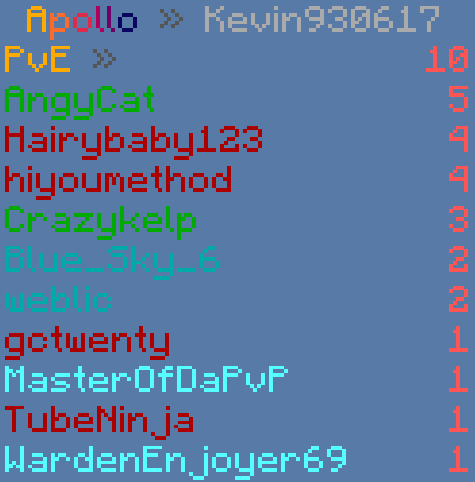 Apollo » Kevin930617
PvE » 10
AngyCat 5
Hairybaby123 4
hiyoumethod 4
Crazykelp 3
Blue_Sky_6 2
weblio 2
gctwenty 1
MasterOfDaPvP 1
TubeNinja 1
WardenEnjoyer69 1